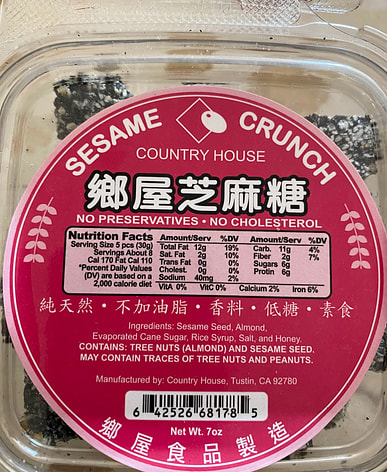 SESAME CRUNCH
COUNTRY HOUSE
鄉屋芝麻糖
NO PRESERVATIVES • NO CHOLESTEROL
Nutrition Facts
Serving Size 5 pcs (30g)
Servings About 8
Cal 170 Fat Cal 110
*Percent Daily Values
(DV) are based on a
2,000 calorie diet
Amount/Serv %DV Amount/Serv %DV
Total Fat 12g 19% Carb. 11g 4%
Sat. Fat 2g 10% Fiber 2g 7%
Trans Fat 0g 0% Sugars 6g
Cholest. 0g 0% Protin 6g
Sodium 40mg 2%
VitA 0% VitC 0% Calcium 2% Iron 6%
純天然・不加油脂・香料・低糖・素食
Ingredients: Sesame Seed, Almond,
Evaporated Cane Sugar, Rice Syrup, Salt, and Honey.
CONTAINS: TREE NUTS (ALMOND) AND SESAME SEED.
MAY CONTAIN TRACES OF TREE NUTS AND PEANUTS.
Manufactured by: Country House, Tustin, CA 92780
6 42526 68178 5
Net Wt. 7oz
鄉屋食品製造